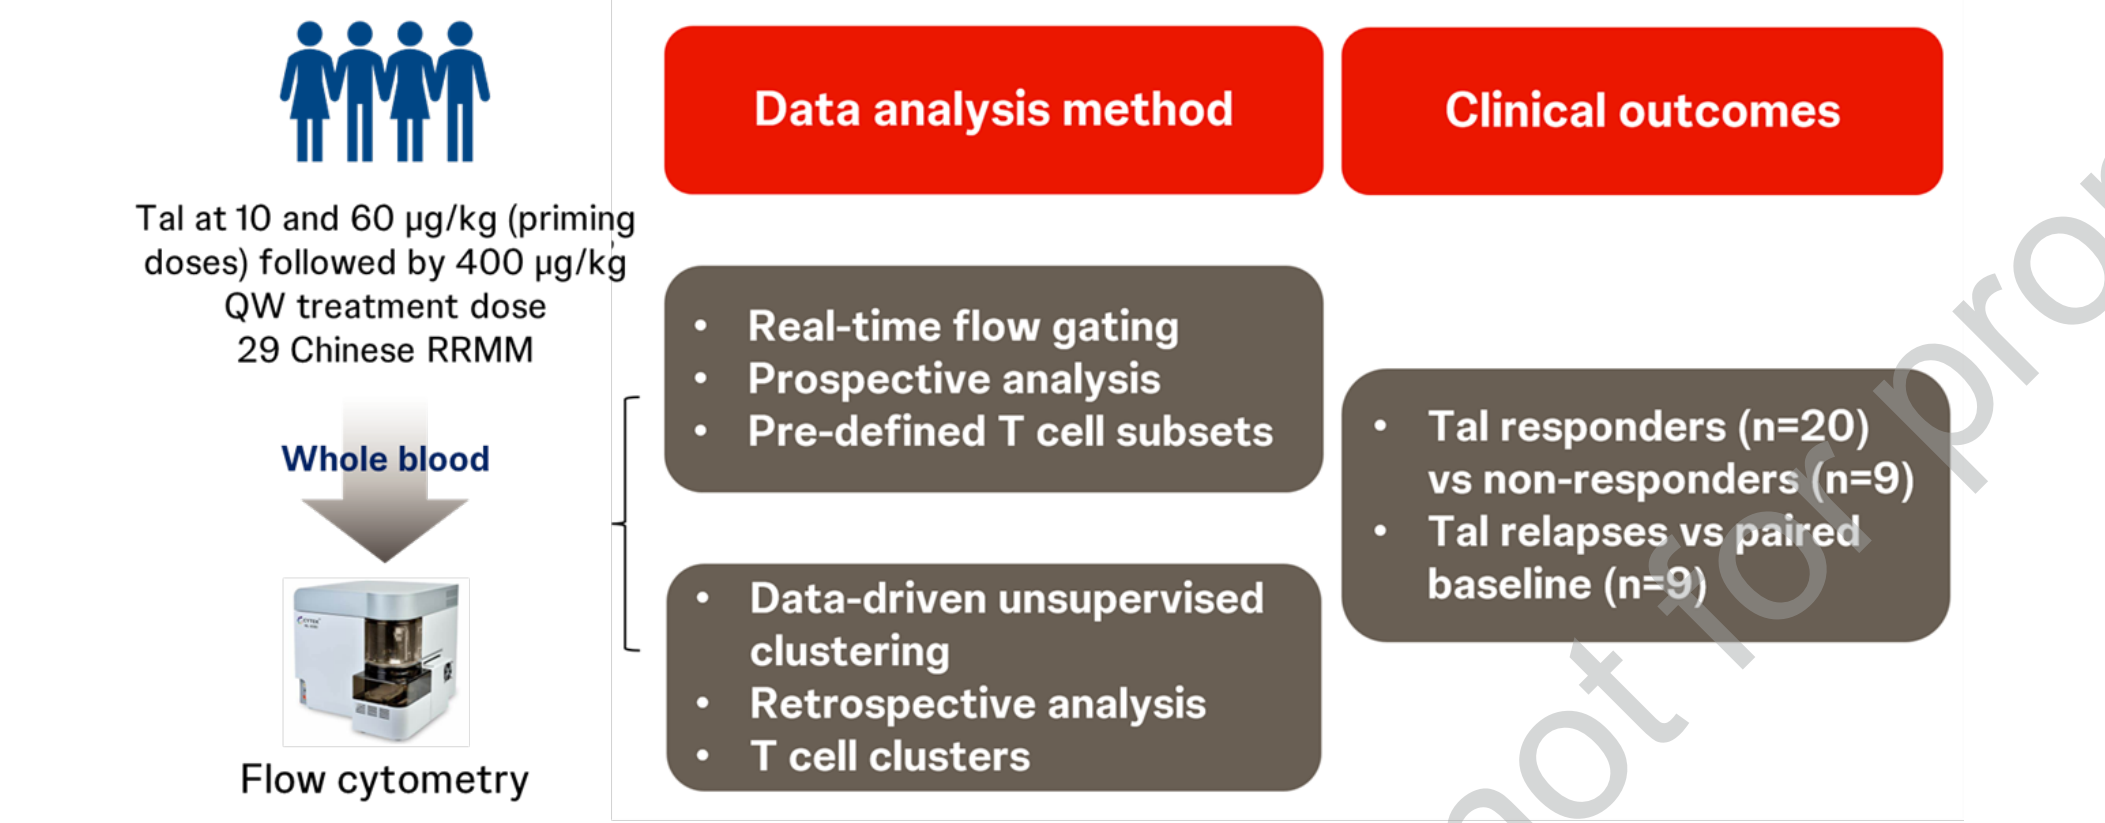 Tal at 10 and 60 µg/kg (priming
doses) followed by 400 µg/kg
QW treatment dose
29 Chinese RRMM
Whole blood
Flow cytometry
Data analysis method
• Real-time flow gating
• Prospective analysis
• Pre-defined T cell subsets
• Data-driven unsupervised
clustering
• Retrospective analysis
• T cell clusters
Clinical outcomes
• Tal responders (n=20)
vs non-responders (n=9)
• Tal relapses vs paired
baseline (n=9)
not for pro